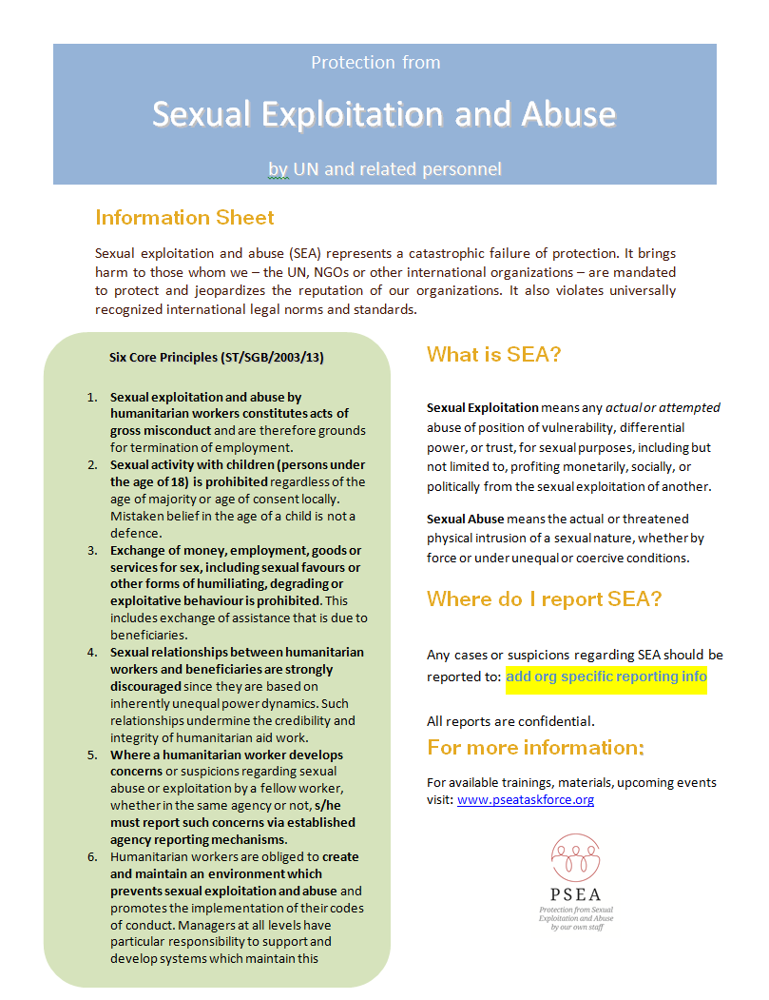 Protection from
Sexual Exploitation and Abuse
by UN and related personnel
Information Sheet
Sexual exploitation and abuse (SEA) represents a catastrophic failure of protection. It brings
harm to those whom we – the UN, NGOs or other international organizations – are mandated
to protect and jeopardizes the reputation of our organizations. It also violates universally
recognized international legal norms and standards.
Six Core Principles (ST/SGB/2003/13)
1. Sexual exploitation and abuse by
humanitarian workers constitutes acts of
gross misconduct and are therefore grounds
for termination of employment.
2. Sexual activity with children (persons under
the age of 18) is prohibited regardless of the
age of majority or age of consent locally.
Mistaken belief in the age of a child is not a
defence.
3. Exchange of money, employment, goods or
services for sex, including sexual favours or
other forms of humiliating, degrading or
exploitative behaviour is prohibited. This
includes exchange of assistance that is due to
beneficiaries.
4. Sexual relationships between humanitarian
workers and beneficiaries are strongly
discouraged since they are based on
inherently unequal power dynamics. Such
relationships undermine the credibility and
integrity of humanitarian aid work.
5. Where a humanitarian worker develops
concerns or suspicions regarding sexual
abuse or exploitation by a fellow worker,
whether in the same agency or not, s/he
must report such concerns via established
agency reporting mechanisms.
6. Humanitarian workers are obliged to create
and maintain an environment which
prevents sexual exploitation and abuse and
promotes the implementation of their codes
of conduct. Managers at all levels have
particular responsibility to support and
develop systems which maintain this
What is SEA?
Sexual Exploitation means any actual or attempted
abuse of position of vulnerability, differential
power, or trust, for sexual purposes, including but
not limited to, profiting monetarily, socially, or
politically from the sexual exploitation of another.
Sexual Abuse means the actual or threatened
physical intrusion of a sexual nature, whether by
force or under unequal or coercive conditions.
Where do I report SEA?
Any cases or suspicions regarding SEA should be
reported to: add org specific reporting info
All reports are confidential.
For more information:
For available trainings, materials, upcoming events
visit: www.pseataskforce.org
PSEA
Protection from Sexual
Exploitation and Abuse
by our own staff